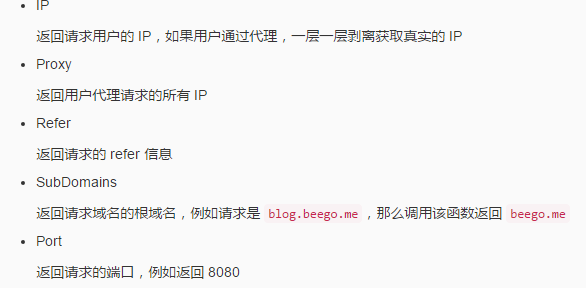 IP
返回请求用户的 IP，如果用户通过代理，一层一层剥离获取真实的 IP
Proxy
返回用户代理请求的所有 IP
Refer
返回请求的 refer 信息
SubDomains
返回请求域名的根域名，例如请求是 blog.beego.me ，那么调用该函数返回 beego.me
Port
返回请求的端口，例如返回 8080